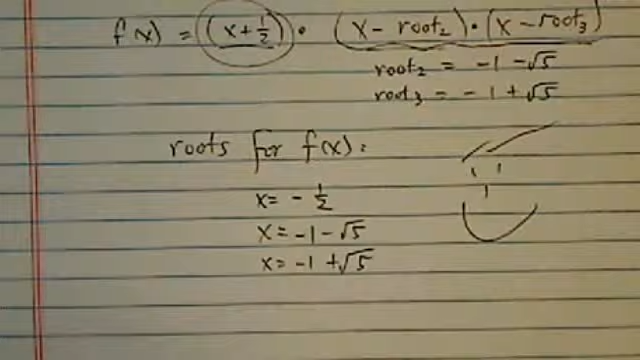 f(x) = (x + 1/2) · (x - root₂) · (x - root₃)
root₂ = -1 - √5
root₃ = -1 + √5
roots for f(x):
x = - 1/2
x = -1 - √5
x = -1 + √5